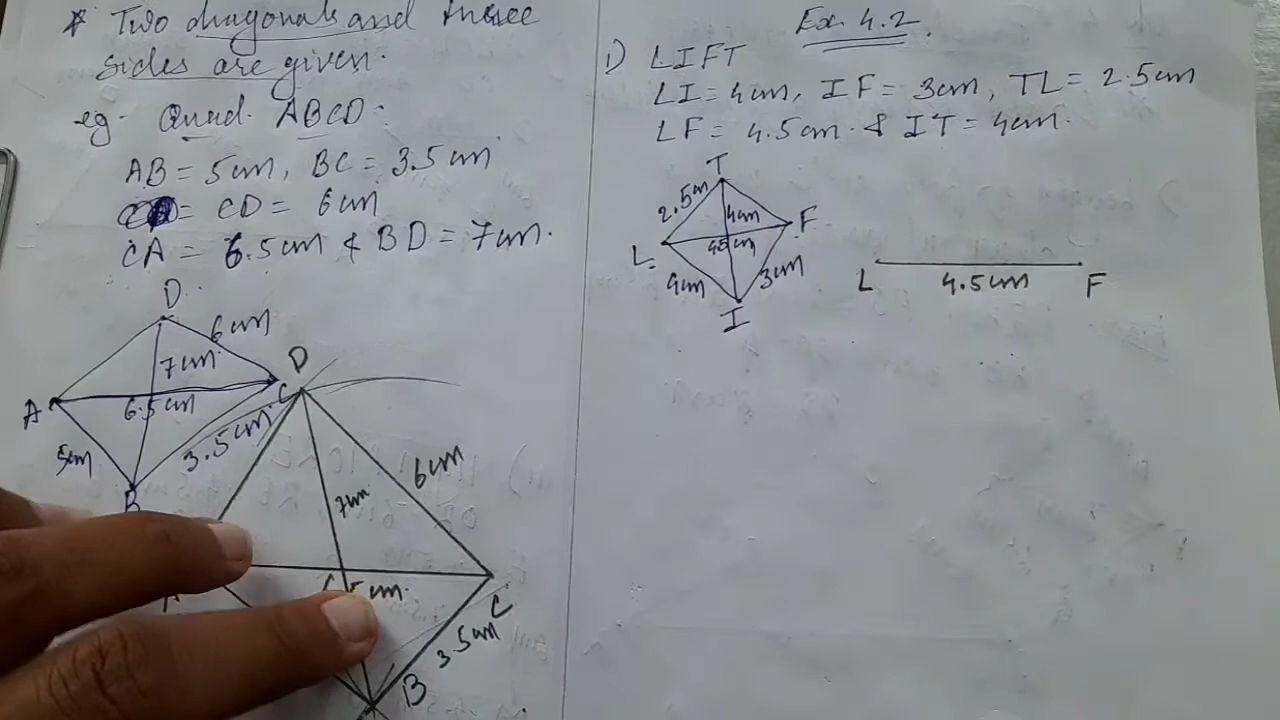 * Two diagonals and three
sides are given.
eg. Quad. ABCD:
AB = 5cm, BC = 3.5cm
= CD = 6cm
CA = 6.5cm & BD = 7cm.
D
6cm
7cm
A
6.5cm
C
5cm
3.5cm
B
D
6cm
7cm
cm.
C
3.5cm
B
Ex. 4.2.
1) LIFT
LI = 4cm, IF = 3cm, TL = 2.5cm
LF = 4.5cm. & IT = 4cm.
T
2.5cm
4cm
F
L
4.5cm
4cm
3cm
I
L 4.5cm F